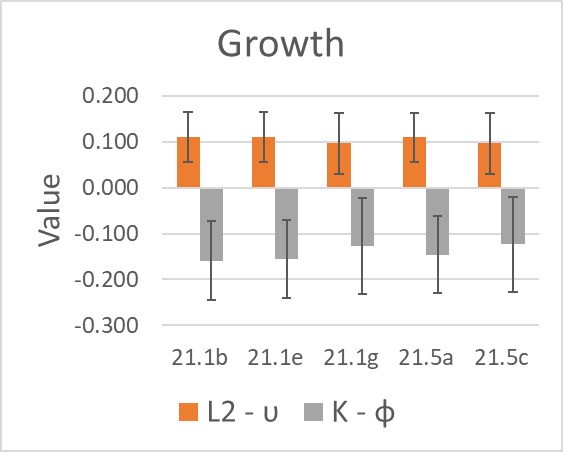 Growth
0.200
0.100
0.000
-0.100
-0.200
-0.300
Value
21.1b 21.1e 21.1g 21.5a 21.5c
L2 - υ K - ϕ